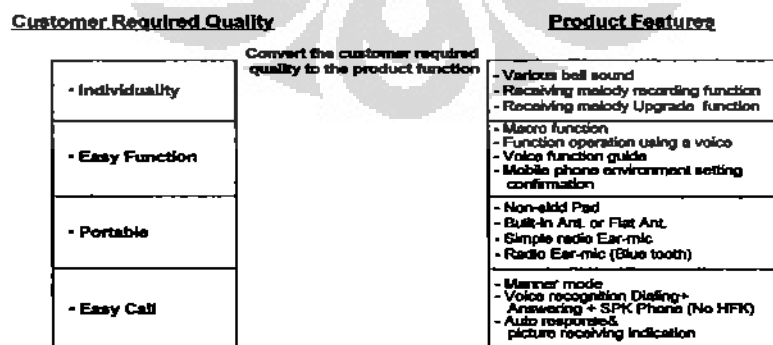 Customer Required Quality
Product Features
Convert the customer required
quality to the product function
- Individuality
- Various bell sound
- Receiving melody recording function
- Receiving melody Upgrade function
- Easy Function
- Macro function
- Function operation using a voice
- Voice function guide
- Mobile phone environment setting
confirmation
- Portable
- Non-skid Pad
- Built-in Ant. or Flat Ant.
- Simple radio Ear-mic
- Radio Ear-mic (Blue tooth)
- Easy Call
- Manner mode
- Voice recognition Dialing+
Answering + SPK Phone (No HFK)
- Auto response&
picture receiving indication